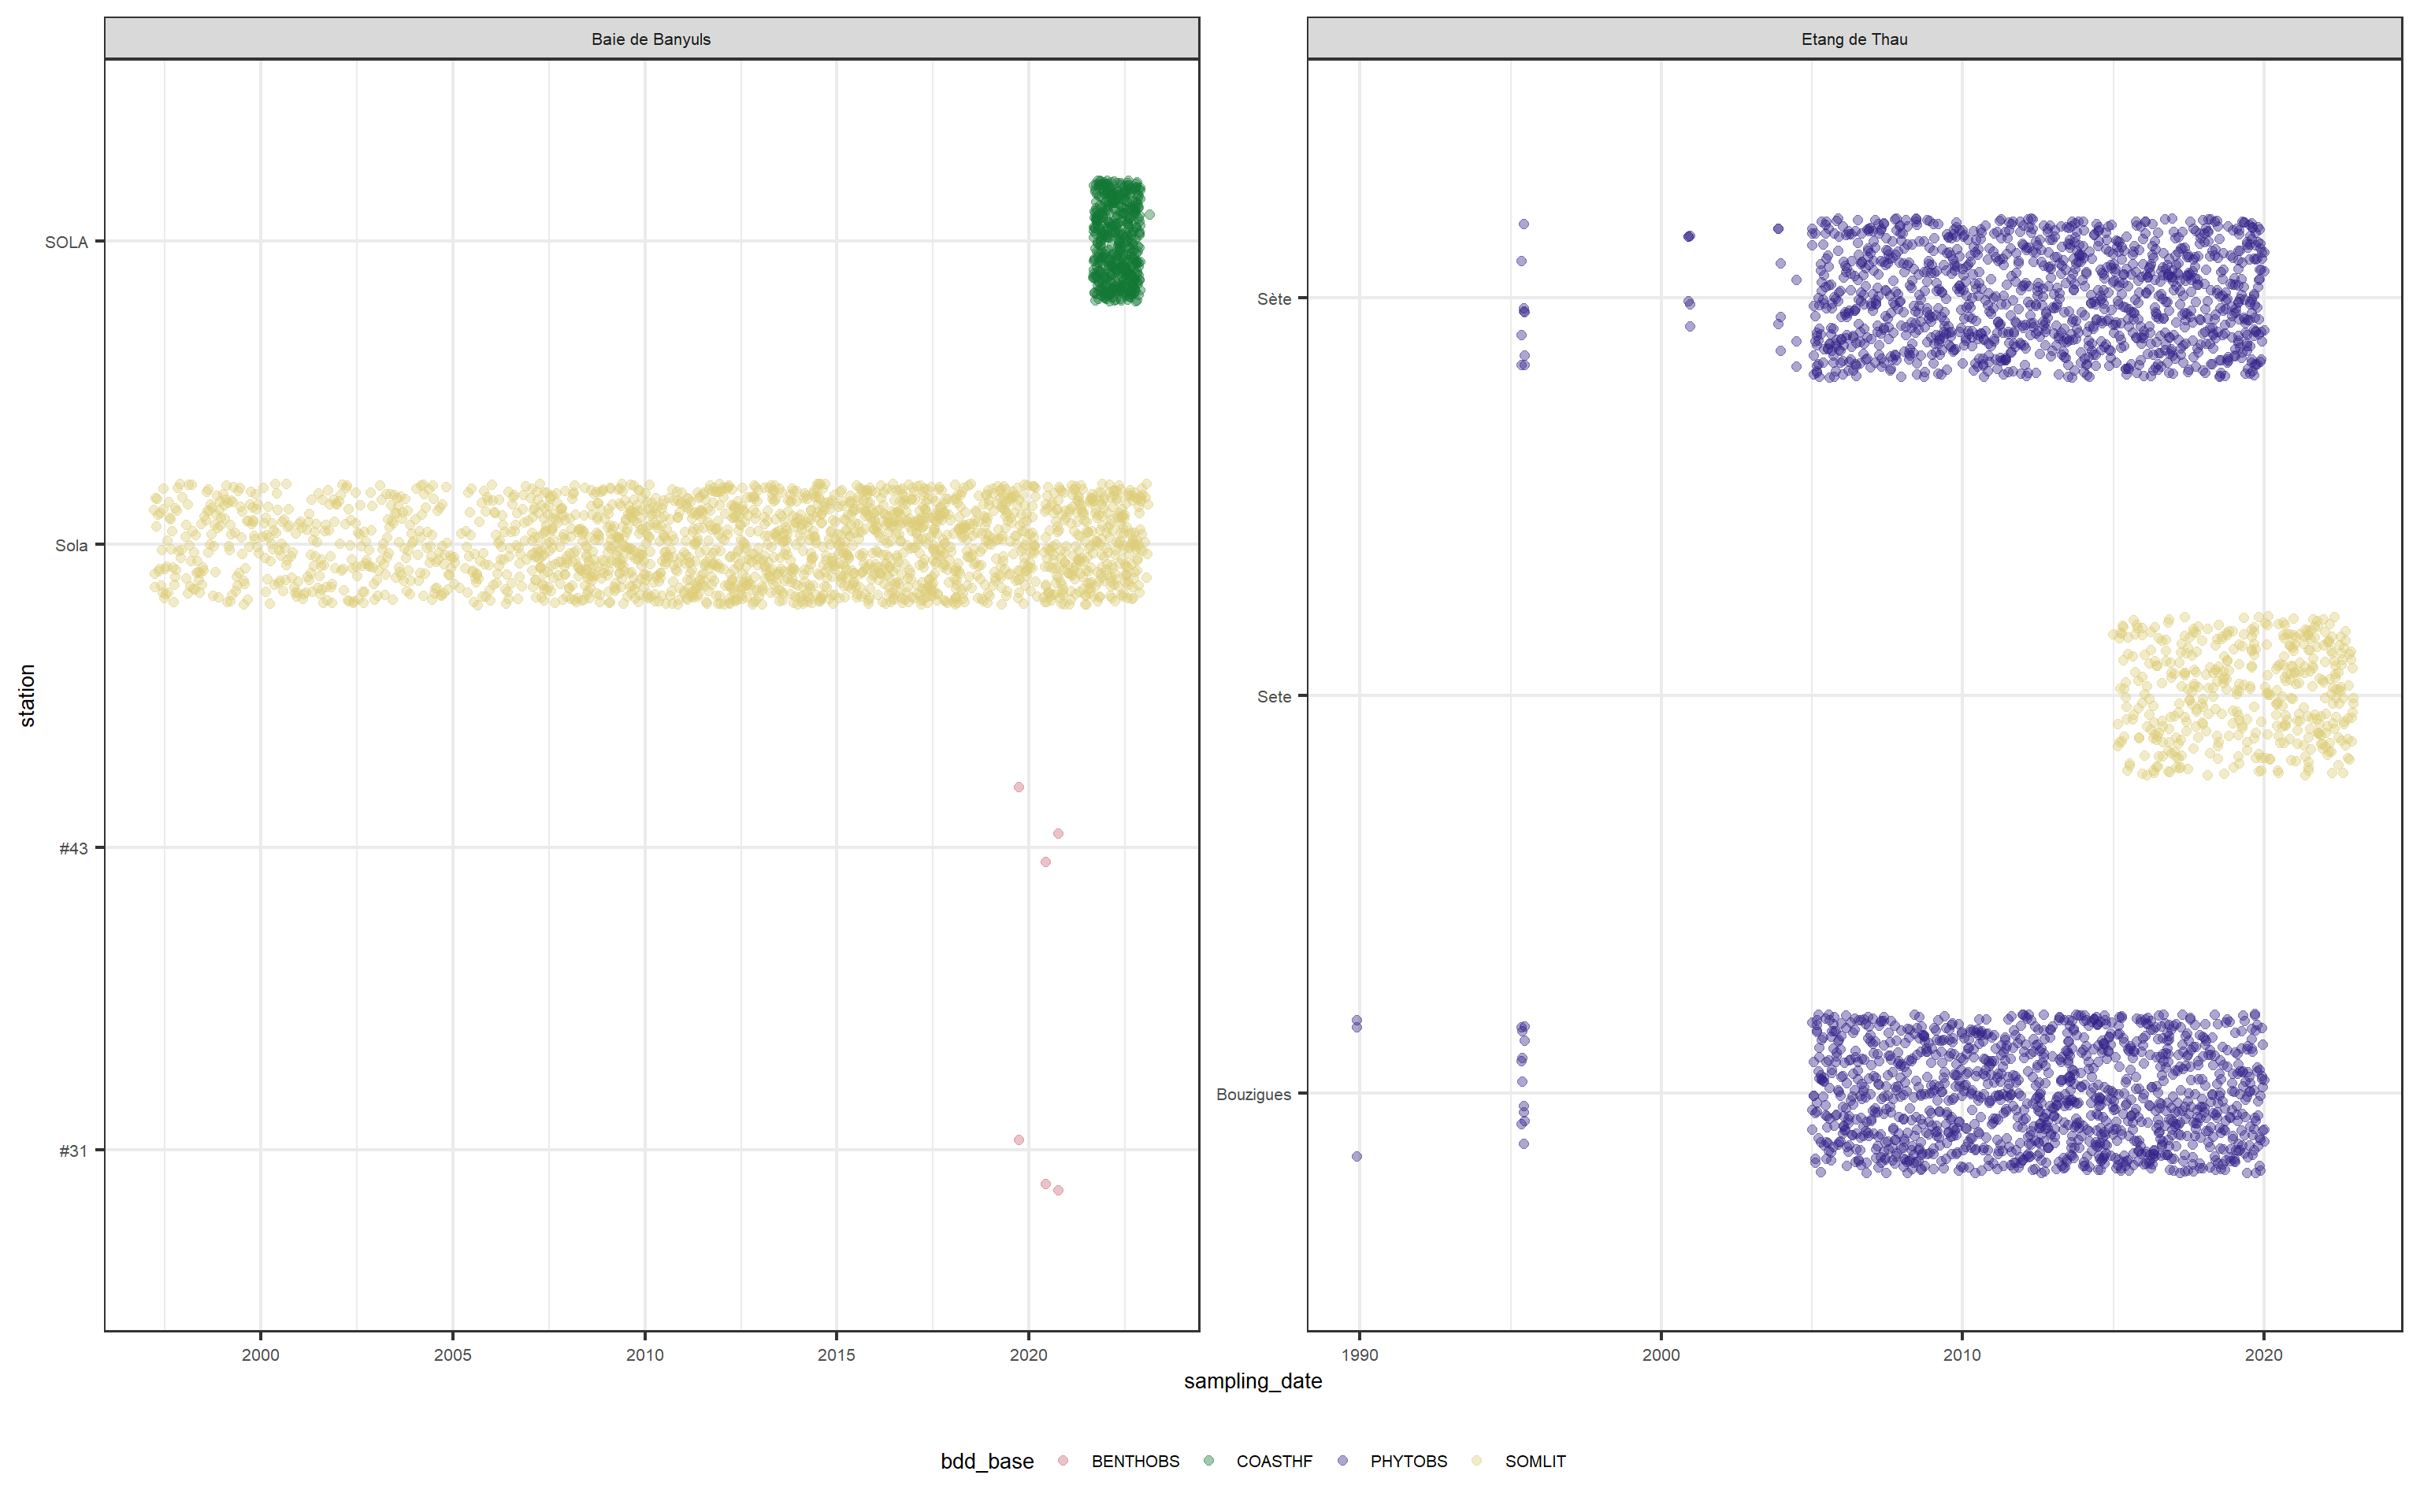 Baie de Banyuls
Etang de Thau
station
SOLA
Sola
#43
#31
Sète
Sete
Bouzigues
2000 2005 2010 2015 2020
1990 2000 2010 2020
sampling_date
bdd_base BENTHOBS COASTHF PHYTOBS SOMLIT